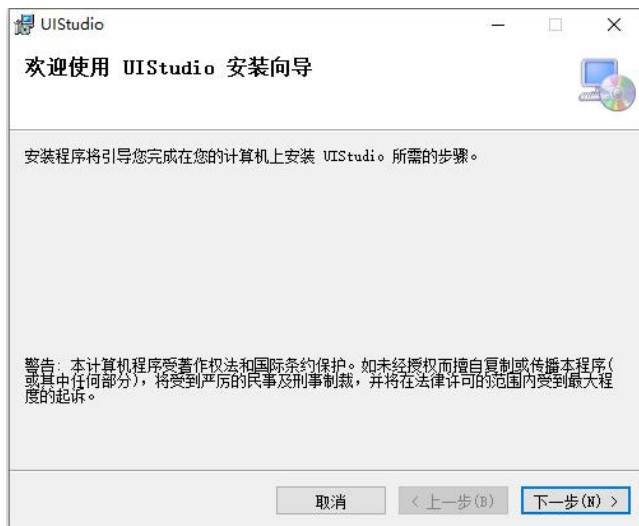 UIStudio
欢迎使用 UIStudio 安装向导
安装程序将引导您完成在您的计算机上安装 UIStudio 所需的步骤。
警告: 本计算机程序受著作权法和国际条约保护。如未经授权而擅自复制或传播本程序(
或其中任何部分), 将受到严厉的民事及刑事制裁, 并将在法律许可的范围内受到最大程
度的起诉。
取消 < 上一步(B) 下一步(N) >